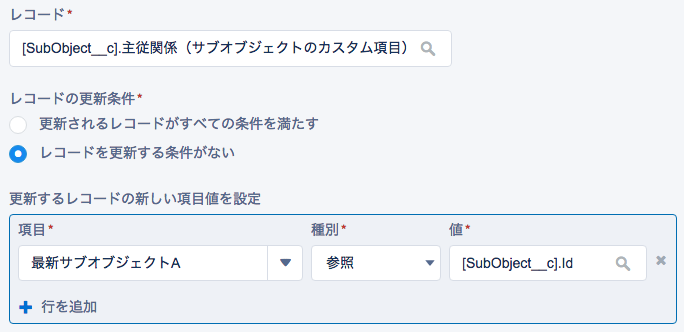 レコード*
[SubObject__c].主従関係（サブオブジェクトのカスタム項目）
レコードの更新条件*
更新されるレコードがすべての条件を満たす
レコードを更新する条件がない
更新するレコードの新しい項目値を設定
項目* 種別* 値*
最新サブオブジェクトA 参照 [SubObject__c].Id
行を追加